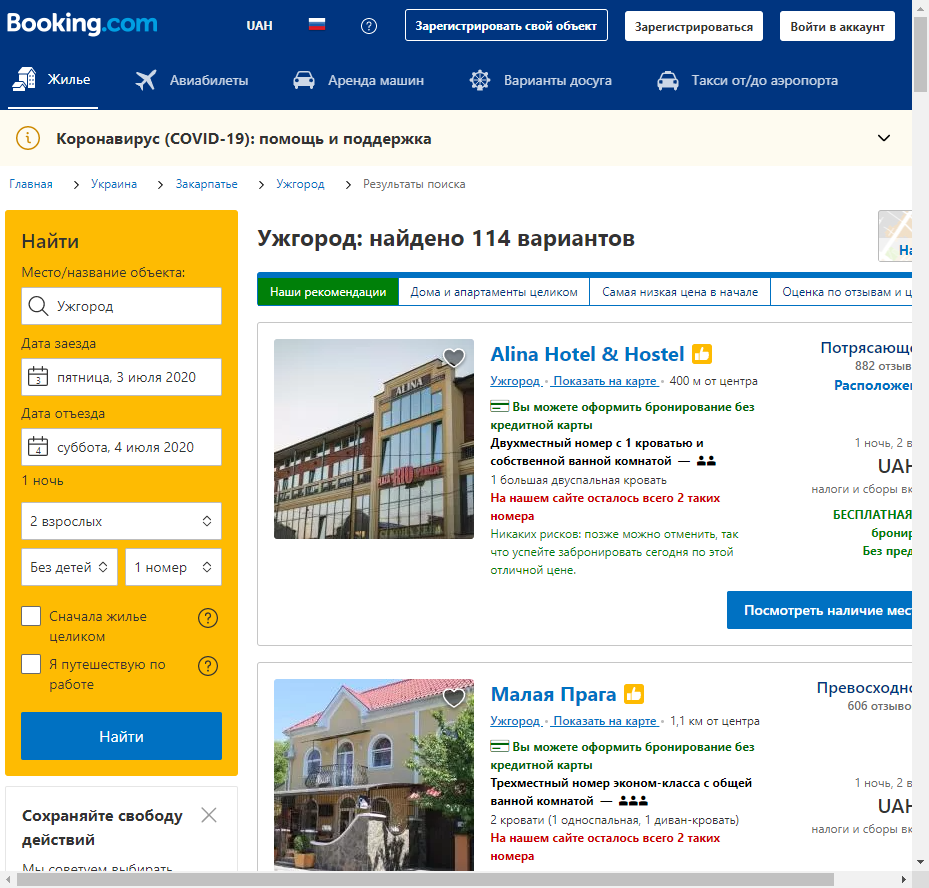 Booking.com
UAH
Зарегистрировать свой объект
Зарегистрироваться
Войти в аккаунт
Жилье
Авиабилеты
Аренда машин
Варианты досуга
Такси от/до аэропорта
Коронавирус (COVID-19): помощь и поддержка
Главная
Украина
Закарпатье
Ужгород
Результаты поиска
Найти
Место/название объекта:
Ужгород
Дата заезда
3
пятница, 3 июля 2020
Дата отъезда
4
суббота, 4 июля 2020
1 ночь
2 взрослых
Без детей
1 номер
Сначала жилье
целиком
Я путешествую по
работе
Найти
Сохраняйте свободу
действий
Мы советуем выбирать
Ужгород: найдено 114 вариантов
На
Наши рекомендации
Дома и апартаменты целиком
Самая низкая цена в начале
Оценка по отзывам и ц
ALINA
RIO
Alina Hotel & Hostel
Ужгород • Показать на карте • 400 м от центра
Вы можете оформить бронирование без
кредитной карты
Двухместный номер с 1 кроватью и
собственной ванной комнатой —
1 большая двуспальная кровать
На нашем сайте осталось всего 2 таких
номера
Никаких рисков: позже можно отменить, так
что успейте забронировать сегодня по этой
отличной цене.
Потрясающе
882 отзыв
Расположен
1 ночь, 2 в
UAH
налоги и сборы вк
БЕСПЛАТНАЯ
бронир
Без пред
Посмотреть наличие мест
Малая Прага
Ужгород • Показать на карте • 1,1 км от центра
Вы можете оформить бронирование без
кредитной карты
Трехместный номер эконом-класса с общей
ванной комнатой —
2 кровати (1 односпальная, 1 диван-кровать)
На нашем сайте осталось всего 2 таких
номера
Превосходно
606 отзыво
1 ночь, 2 в
UAH
налоги и сборы вк